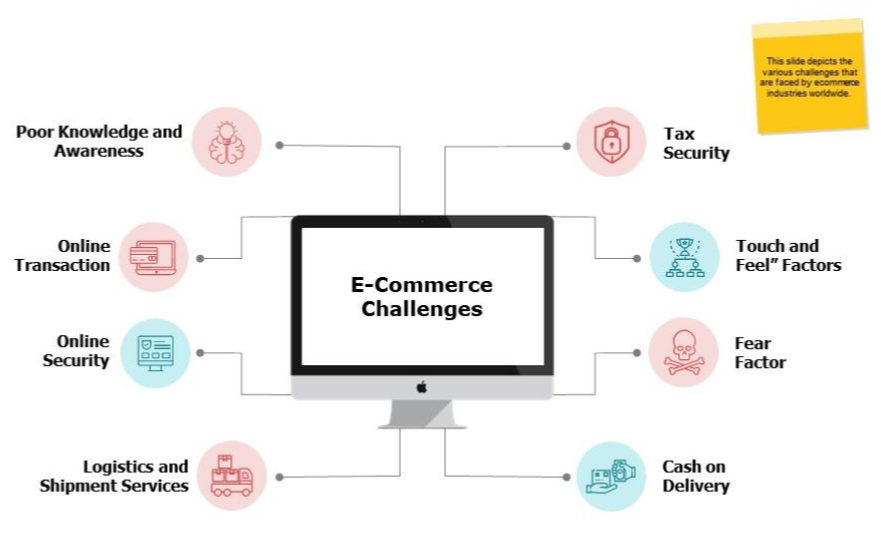 This slide depicts the
various challenges that
are faced by ecommerce
industries worldwide.
Poor Knowledge and
Awareness
Tax
Security
Online
Transaction
Touch and
Feel” Factors
E-Commerce
Challenges
Online
Security
Fear
Factor
Logistics and
Shipment Services
Cash on
Delivery